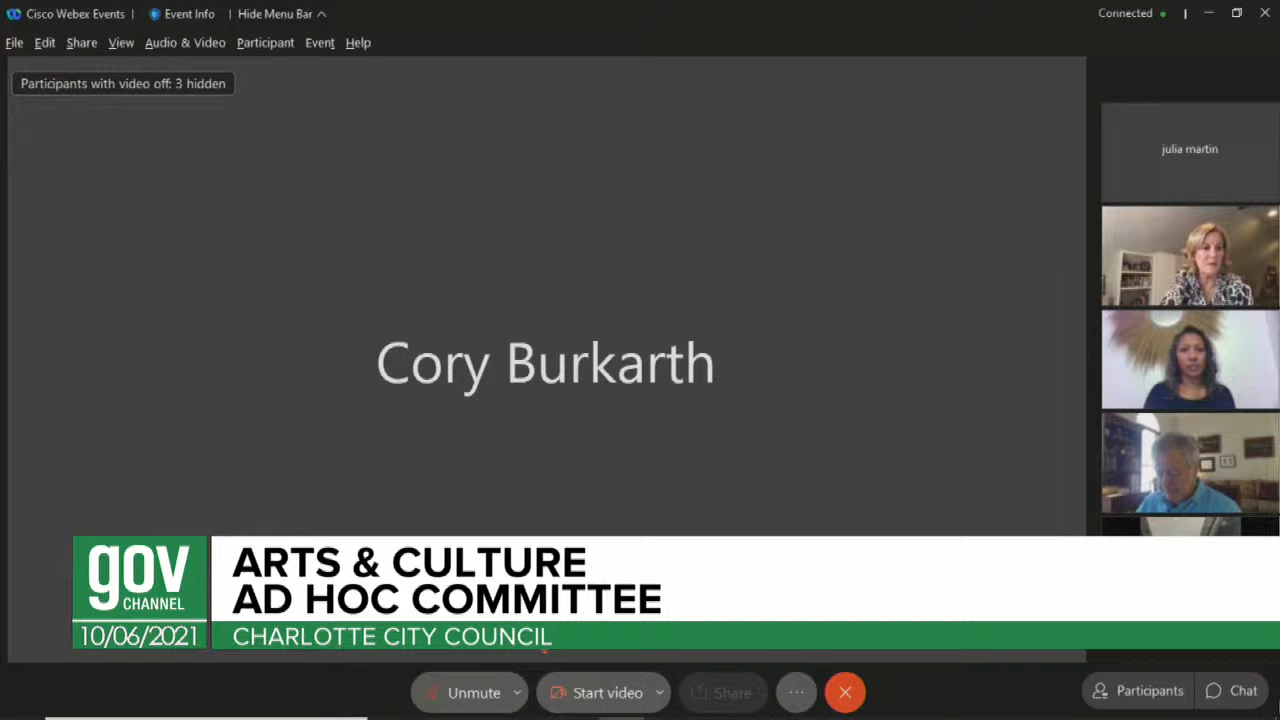 Cisco Webex Events | Event Info | Hide Menu Bar
Connected
File Edit Share View Audio & Video Participant Event Help
Participants with video off: 3 hidden
julia martin
Cory Burkarth
gov
CHANNEL
10/06/2021
ARTS & CULTURE
AD HOC COMMITTEE
CHARLOTTE CITY COUNCIL
Unmute
Start video
Share
Participants
Chat